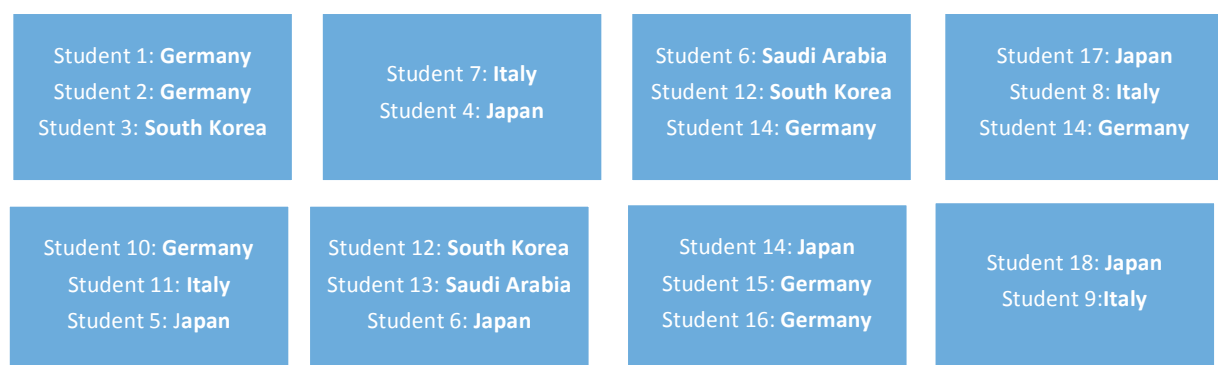 Student 1: Germany
Student 2: Germany
Student 3: South Korea
Student 7: Italy
Student 4: Japan
Student 6: Saudi Arabia
Student 12: South Korea
Student 14: Germany
Student 17: Japan
Student 8: Italy
Student 14: Germany
Student 10: Germany
Student 11: Italy
Student 5: Japan
Student 12: South Korea
Student 13: Saudi Arabia
Student 6: Japan
Student 14: Japan
Student 15: Germany
Student 16: Germany
Student 18: Japan
Student 9:Italy